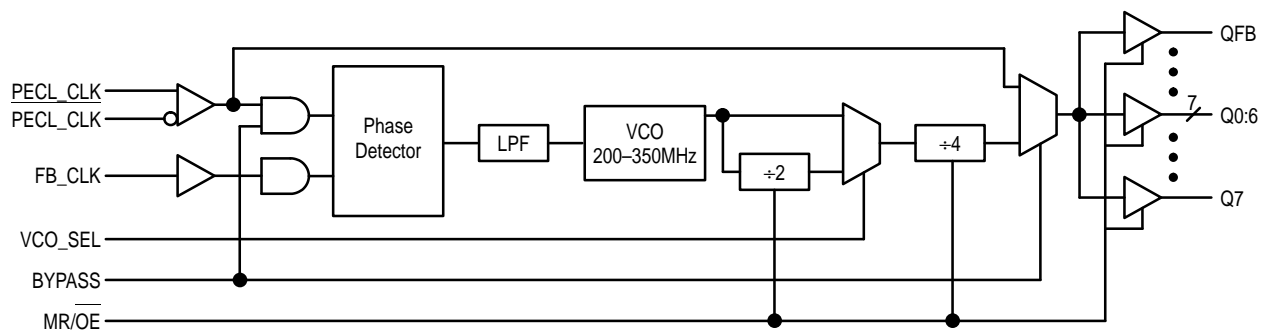 PECL_CLK
PECL_CLK
FB_CLK
VCO_SEL
BYPASS
MR/OE
Phase
Detector
LPF
VCO
200–350MHz
÷2
÷4
QFB
7
Q0:6
Q7